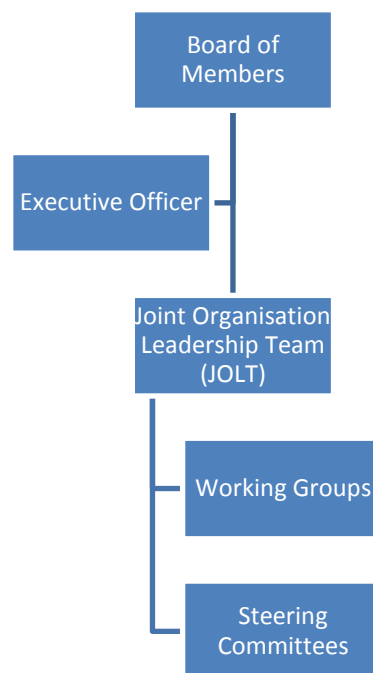 Board of
Members
Executive Officer
Joint Organisation
Leadership Team
(JOLT)
Working Groups
Steering
Committees